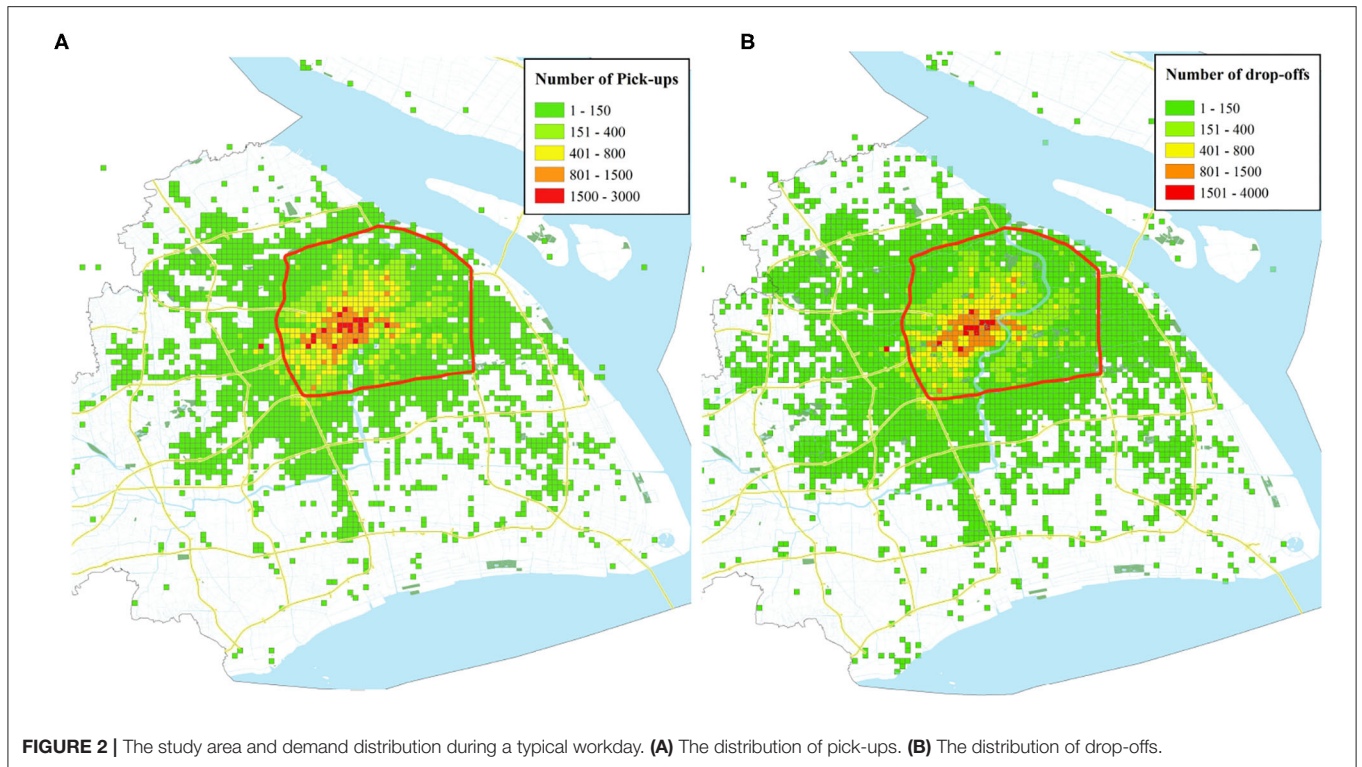 A
Number of Pick-ups
1 - 150
151 - 400
401 - 800
801 - 1500
1500 - 3000
B
Number of drop-offs
1 - 150
151 - 400
401 - 800
801 - 1500
1501 - 4000
FIGURE 2 | The study area and demand distribution during a typical workday. (A) The distribution of pick-ups. (B) The distribution of drop-offs.